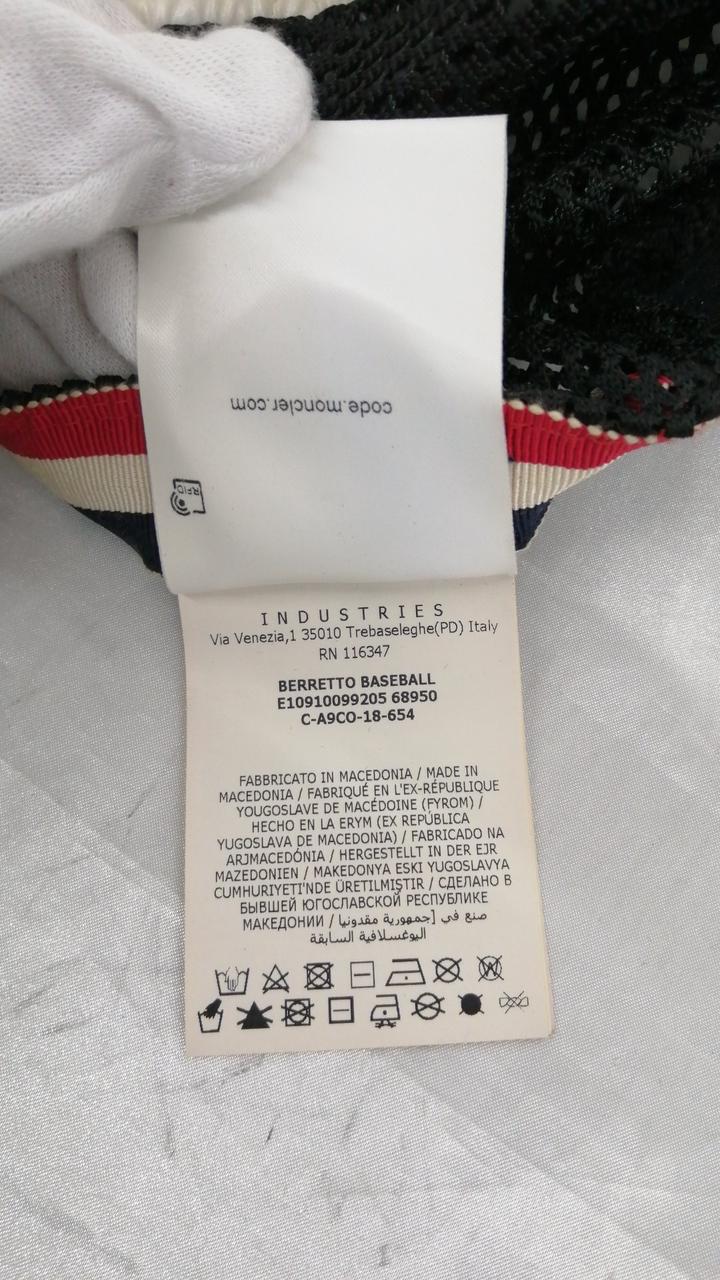 code.moncler.com
RFID
INDUSTRIES
Via Venezia,1 35010 Trebaseleghe(PD) Italy
RN 116347
BERRETTO BASEBALL
E10910099205 68950
C-A9CO-18-654
FABBRICATO IN MACEDONIA / MADE IN
MACEDONIA / FABRIQUÉ EN L'EX-RÉPUBLIQUE
YOUGOSLAVE DE MACÉDOINE (FYROM) /
HECHO EN LA ERYM (EX REPÚBLICA
YUGOSLAVA DE MACEDONIA) / FABRICADO NA
ARJMACEDÓNIA / HERGESTELLT IN DER EJR
MAZEDONIEN / MAKEDONYA ESKI YUGOSLAVYA
CUMHURIYETI'NDE ÜRETILMIŞTIR / СДЕЛАНО В
БЫВШЕЙ ЮГОСЛАВСКОЙ РЕСПУБЛИКЕ
МАКЕДОНИИ / صنع في [جمهورية مقدونيا
اليوغسلافية السابقة
W